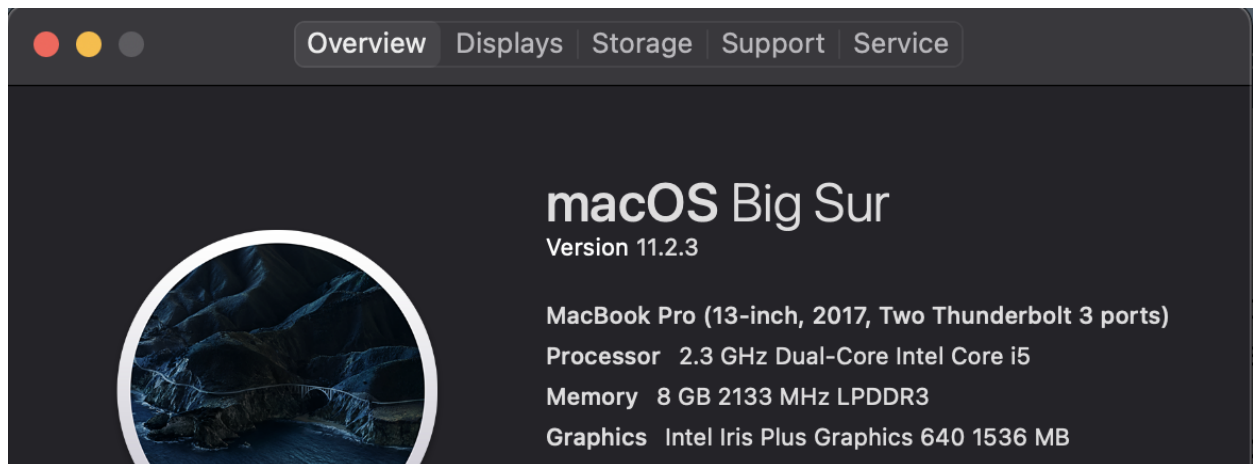 Overview Displays Storage Support Service
macOS Big Sur
Version 11.2.3
MacBook Pro (13-inch, 2017, Two Thunderbolt 3 ports)
Processor 2.3 GHz Dual-Core Intel Core i5
Memory 8 GB 2133 MHz LPDDR3
Graphics Intel Iris Plus Graphics 640 1536 MB